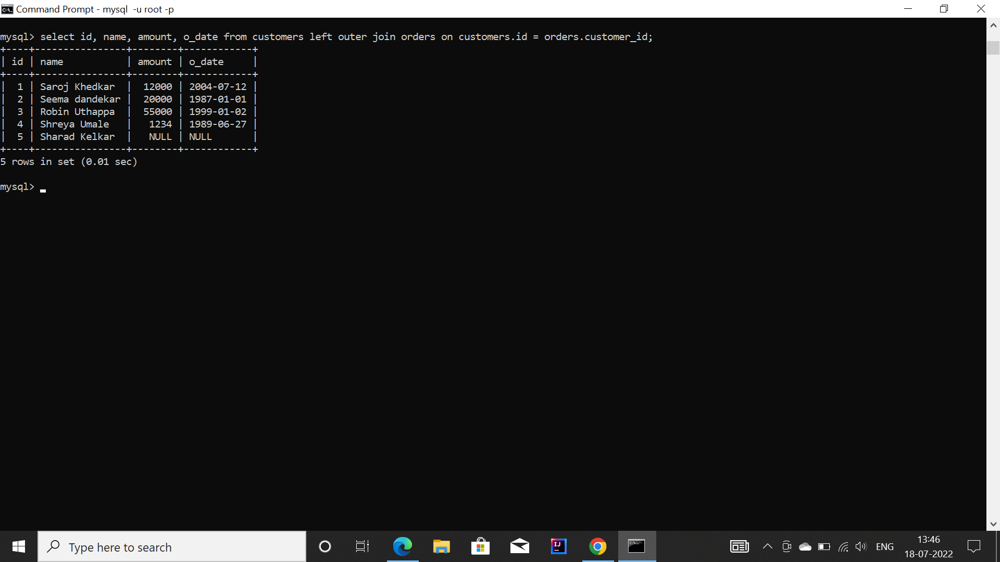 Command Prompt - mysql  -u root -p
mysql> select id, name, amount, o_date from customers left outer join orders on customers.id = orders.customer_id;
+----+----------------+--------+------------+
| id | name           | amount | o_date     |
+----+----------------+--------+------------+
|  1 | Saroj Khedkar  |  12000 | 2004-07-12 |
|  2 | Seema dandekar |  20000 | 1987-01-01 |
|  3 | Robin Uthappa  |  55000 | 1999-01-02 |
|  4 | Shreya Umale   |   1234 | 1989-06-27 |
|  5 | Sharad Kelkar  |   NULL | NULL       |
+----+----------------+--------+------------+
5 rows in set (0.01 sec)
mysql>
Type here to search
IJ
ENG
13:46
18-07-2022